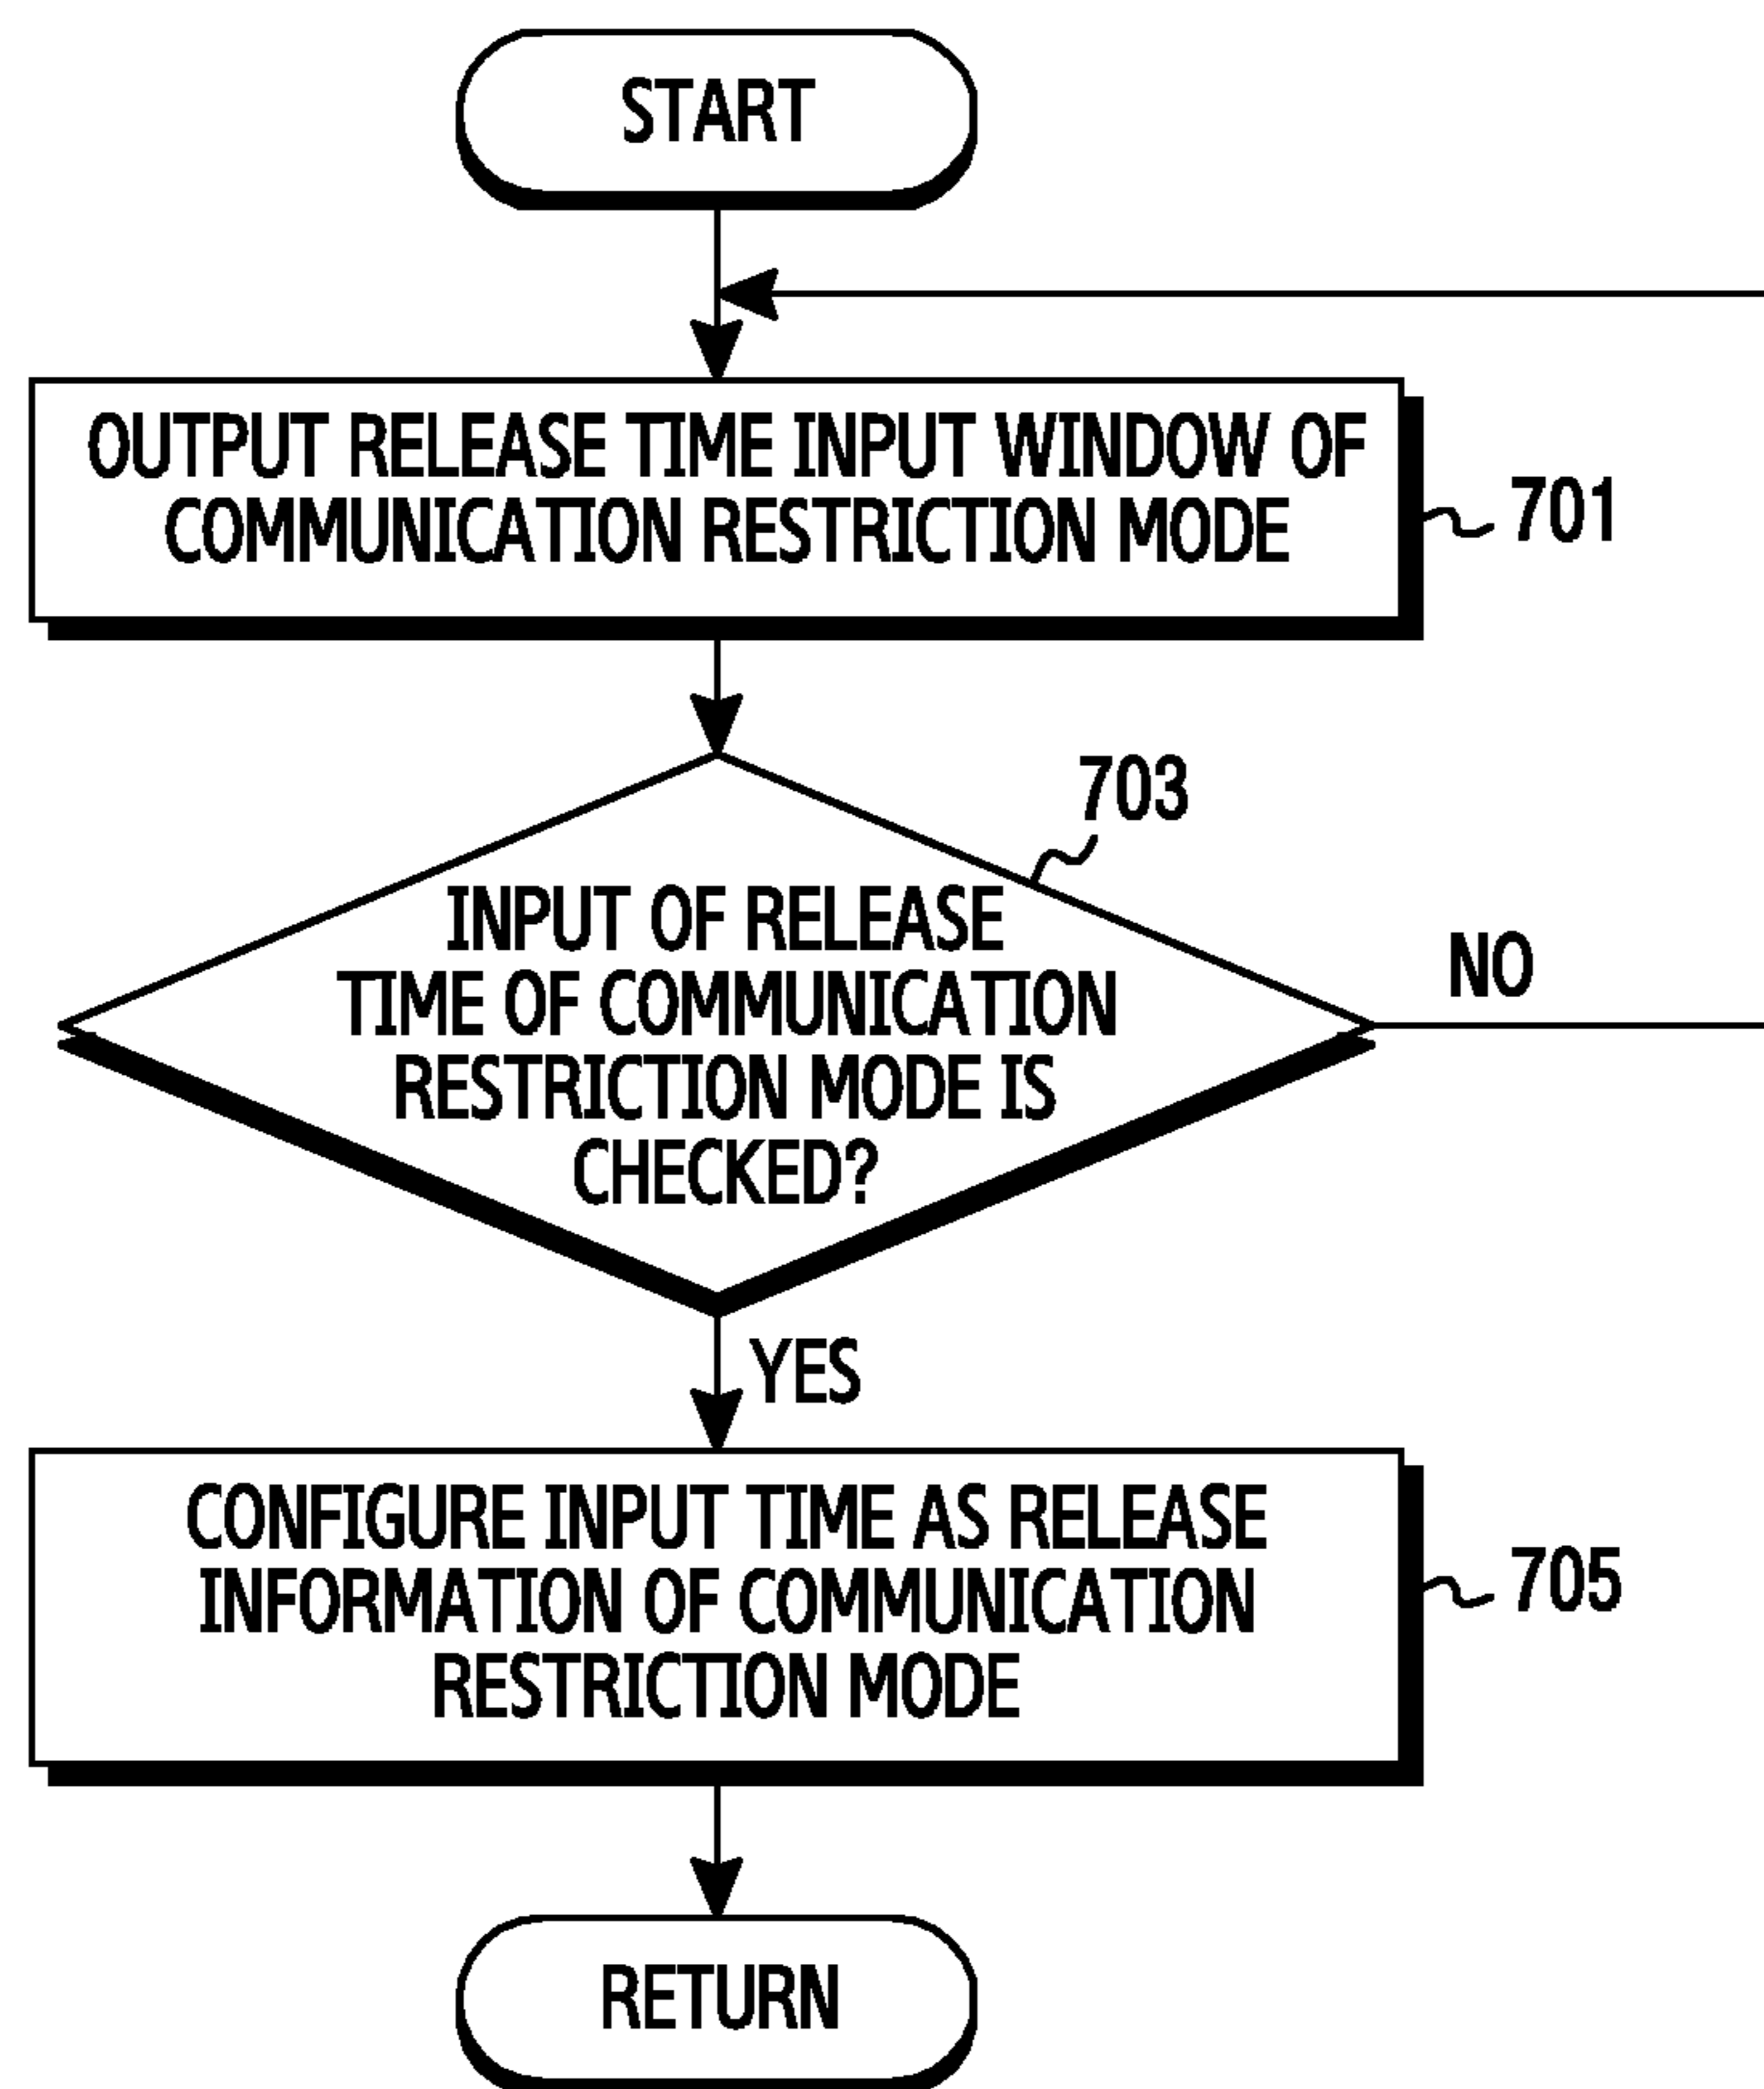 START
OUTPUT RELEASE TIME INPUT WINDOW OF
COMMUNICATION RESTRICTION MODE
701
703
INPUT OF RELEASE
TIME OF COMMUNICATION
RESTRICTION MODE IS
CHECKED?
NO
YES
CONFIGURE INPUT TIME AS RELEASE
INFORMATION OF COMMUNICATION
RESTRICTION MODE
705
RETURN